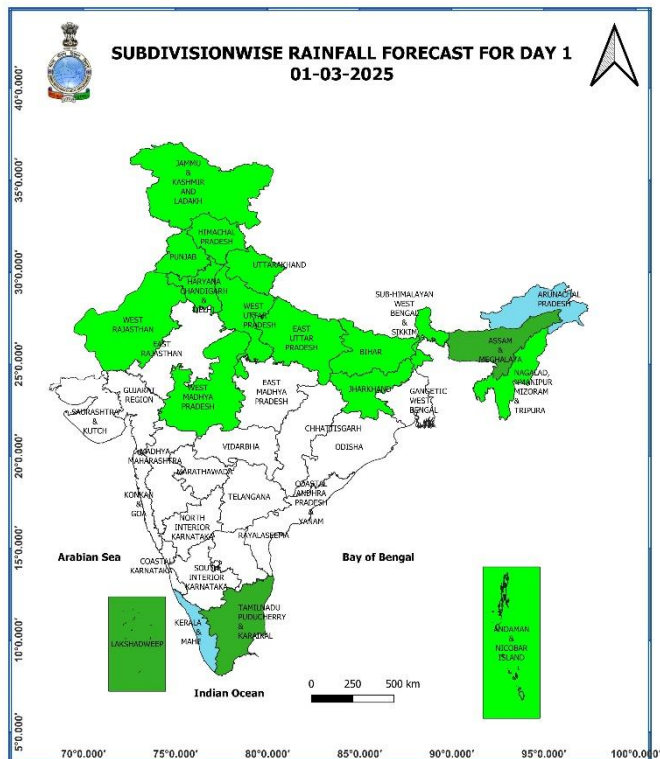 SUBDIVISIONWISE RAINFALL FORECAST FOR DAY 1
01-03-2025
40°0.000'
35°0.000'
30°0.000'
25°0.000'
20°0.000'
15°0.000'
10°0.000'
5°0.000'
JAMMU
&
KASHMIR
AND
LADAKH
HIMACHAL
PRADESH
PUNJAB
UTTARAKHAND
HARYANA
CHANDIGARH
&
DELHI
WEST
UTTAR
PRADESH
WEST
RAJASTHAN
EAST
RAJASTHAN
EAST
UTTAR
PRADESH
SUB-HIMALAYAN
WEST
BENGAL
&
SIKKIM
ARUNACHAL
PRADESH
ASSAM
&
MEGHALAYA
BIHAR
NAGALAD,
MANIPUR
MIZORAM
&
TRIPURA
JHARKHAND
GANGETIC
WEST
BENGAL
GUJARAT
REGION
SAURASHTRA
&
KUTCH
WEST
MADHYA
PRADESH
EAST
MADHYA
PRADESH
CHHATTISGARH
ODISHA
VIDARBHA
MADHYA
MAHARASHTRA
MARATHAWADA
KONKAN
&
GOA
TELANGANA
COASTAL
ANDHRA
PRADESH
&
YANAM
NORTH
INTERIOR
KARNATAKA
RAYALASEEMA
COASTAL
KARNATAKA
SOUTH
INTERIOR
KARNATAKA
Arabian Sea
Bay of Bengal
KERALA
&
MAHE
TAMILNADU
PUDUCHERRY
&
KARAIKAL
LAKSHADWEEP
ANDAMAN
&
NICOBAR
ISLAND
Indian Ocean
0 250 500 km
70°0.000' 75°0.000' 80°0.000' 85°0.000' 90°0.000' 95°0.000' 100°0.000'